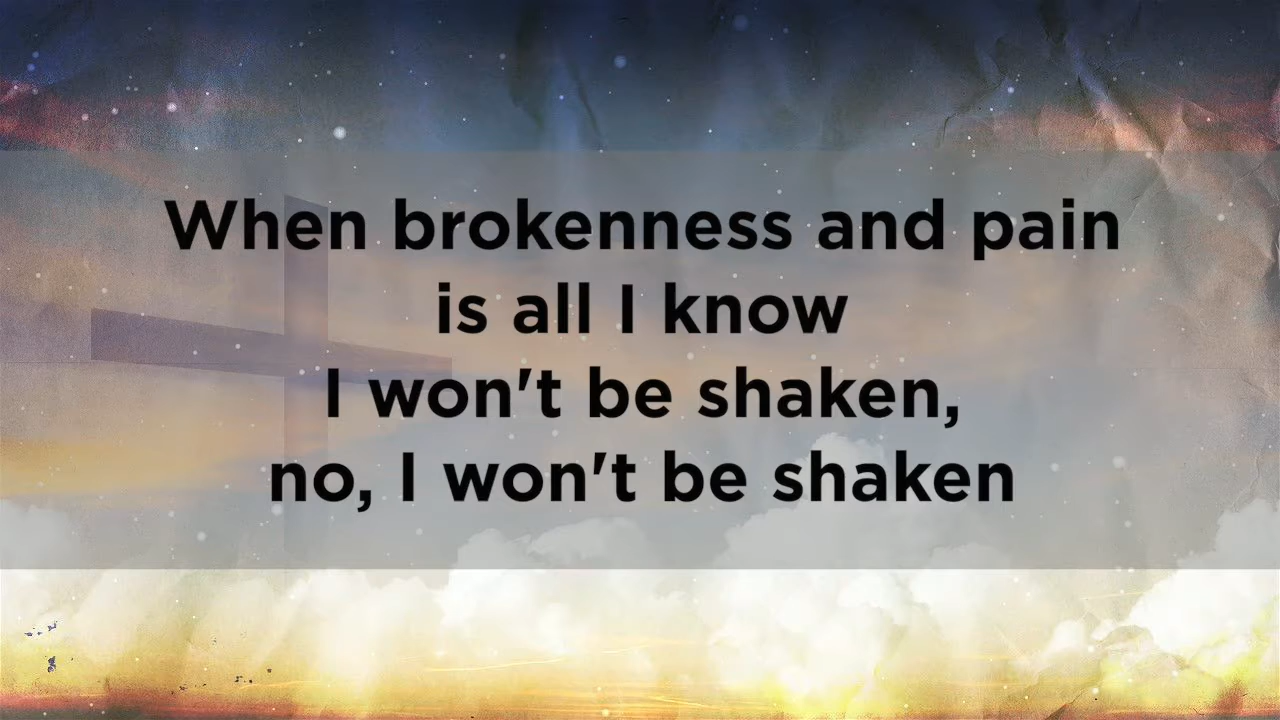 When brokenness and pain
is all I know
I won't be shaken,
no, I won't be shaken